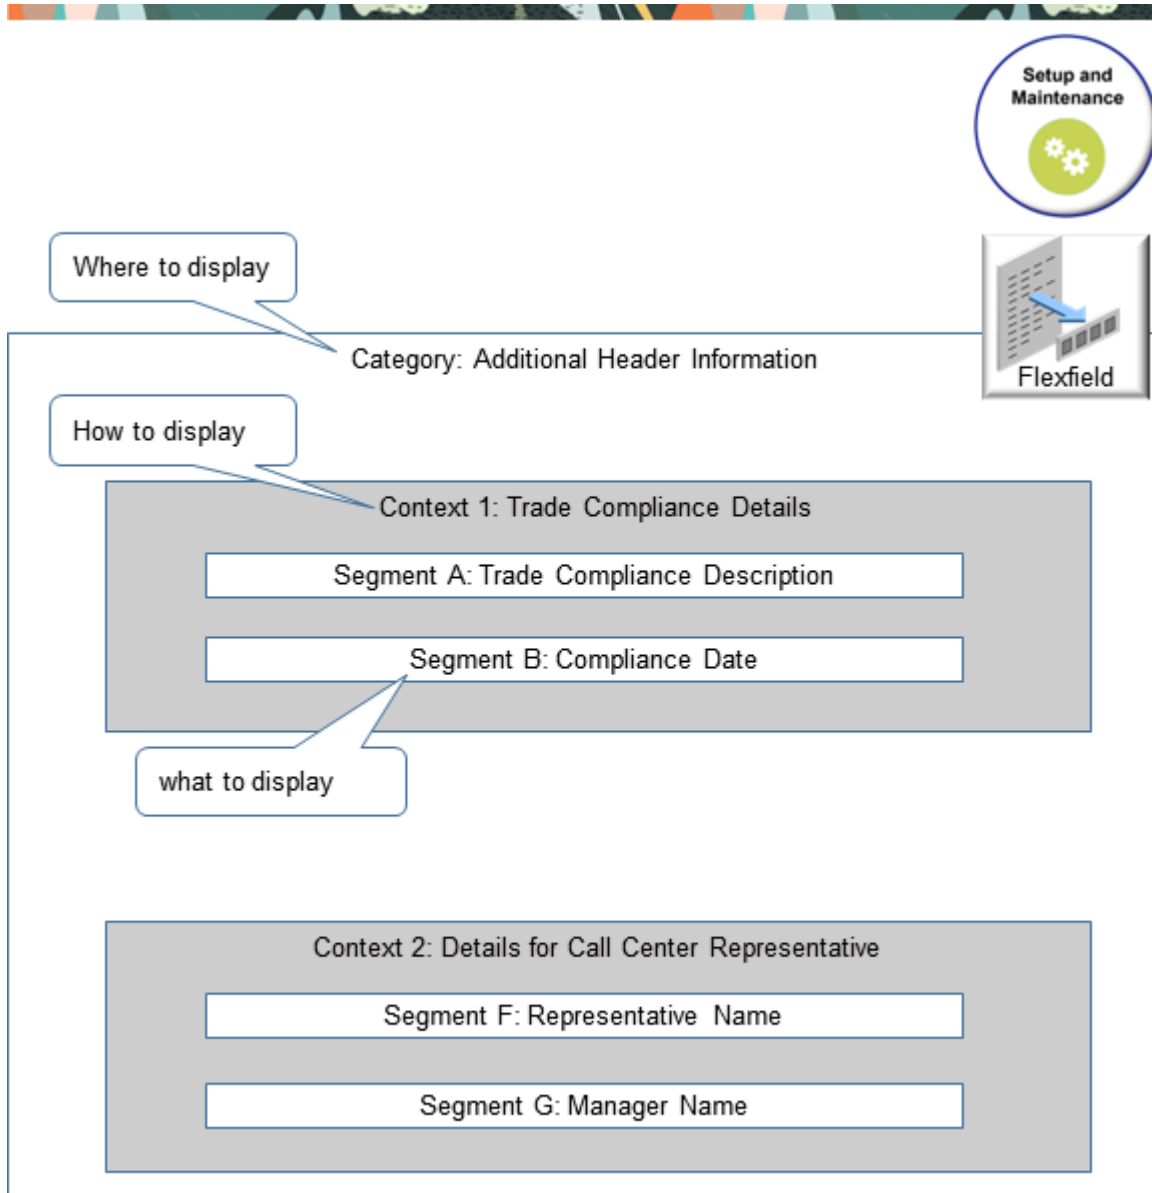 Setup and
Maintenance
Where to display
Category: Additional Header Information
Flexfield
How to display
Context 1: Trade Compliance Details
Segment A: Trade Compliance Description
Segment B: Compliance Date
what to display
Context 2: Details for Call Center Representative
Segment F: Representative Name
Segment G: Manager Name